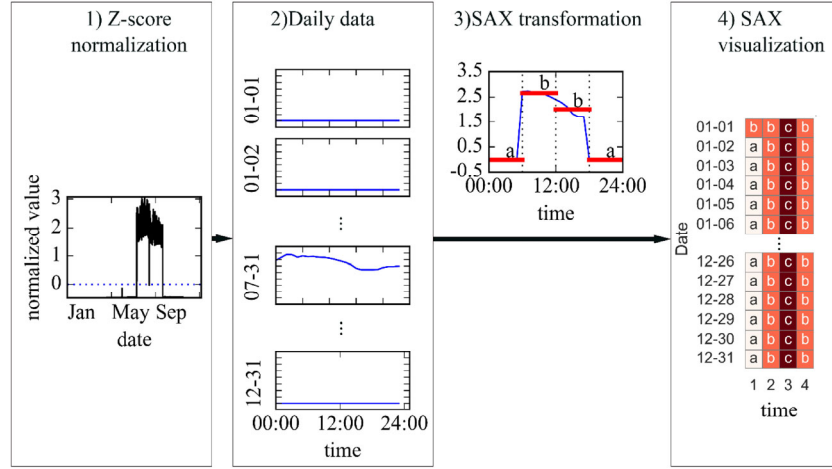 1) Z-score
normalization
3
2
1
0
normalized value
Jan May Sep
date
2)Daily data
01-01
01-02
⋮
07-31
⋮
12-31
00:00 12:00 24:00
time
3)SAX transformation
3.5
2.5
1.5
0.5
-0.5
a b b a
00:00 12:00 24:00
time
4) SAX
visualization
01-01 b b c b
01-02 a b c b
01-03 a b c b
01-04 a b c b
01-05 a b c b
01-06 a b c b
⋮
12-26 a b c b
12-27 a b c b
12-28 a b c b
12-29 a b c b
12-30 a b c b
12-31 a b c b
Date
1 2 3 4
time